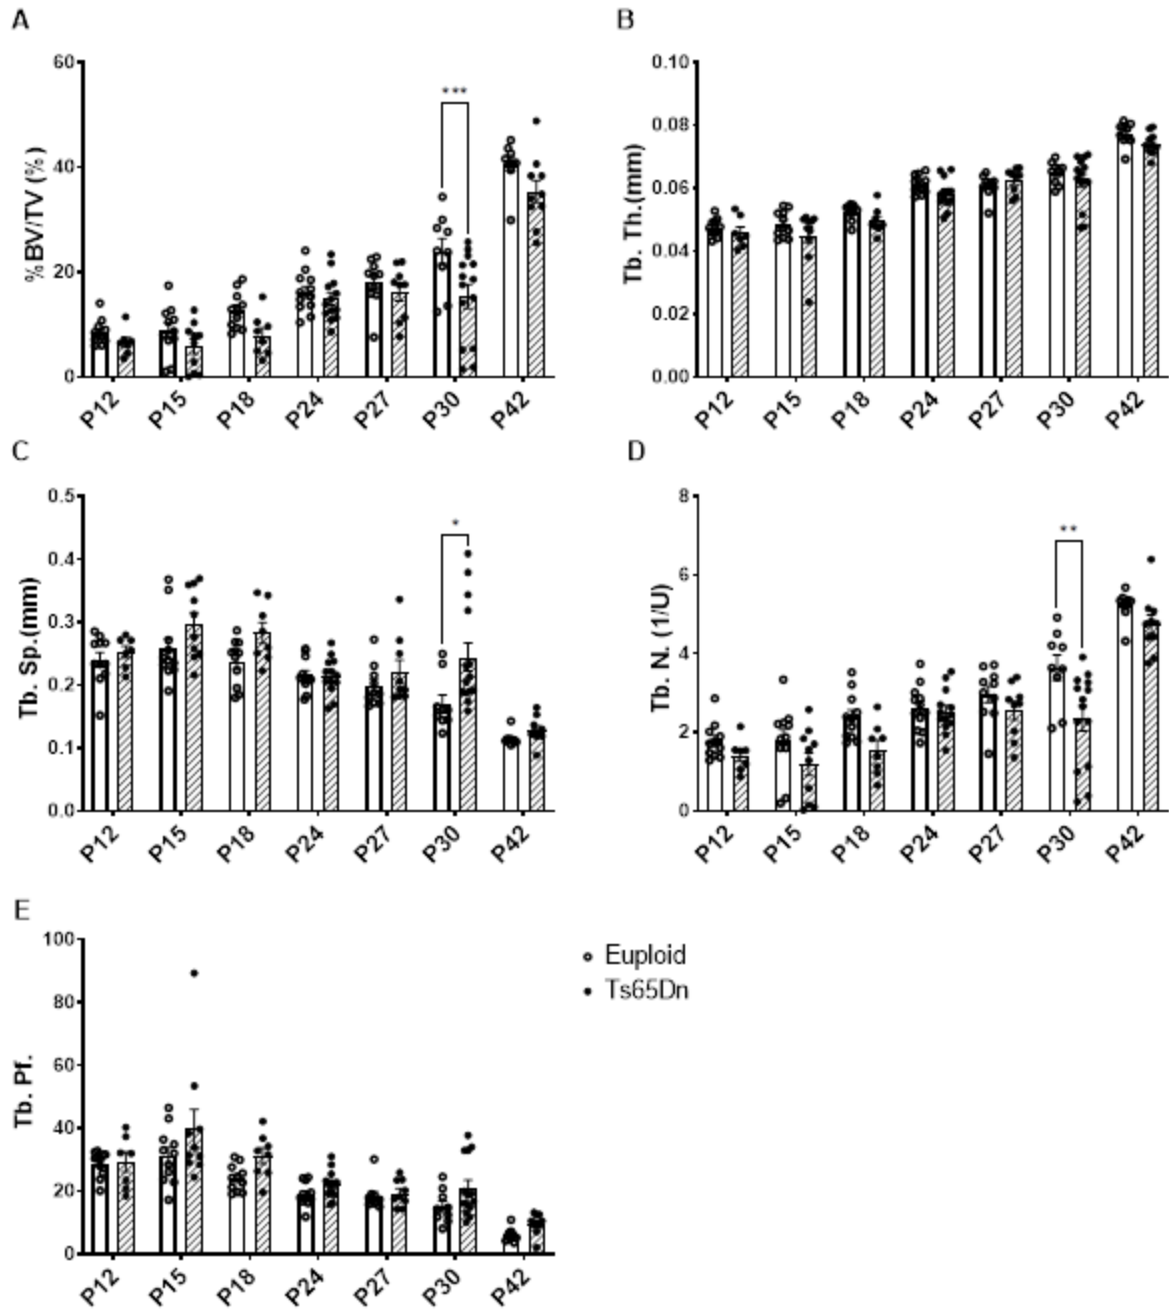 A
% BV/TV (%)
60
40
20
0
***
P12 P15 P18 P24 P27 P30 P42
B
Tb. Th.(mm)
0.10
0.08
0.06
0.04
0.02
0.00
P12 P15 P18 P24 P27 P30 P42
C
Tb. Sp.(mm)
0.5
0.4
0.3
0.2
0.1
0.0
*
P12 P15 P18 P24 P27 P30 P42
D
Tb. N. (1/U)
8
6
4
2
0
**
P12 P15 P18 P24 P27 P30 P42
E
Tb. Pf.
100
80
60
40
20
0
P12 P15 P18 P24 P27 P30 P42
Euploid
Ts65Dn